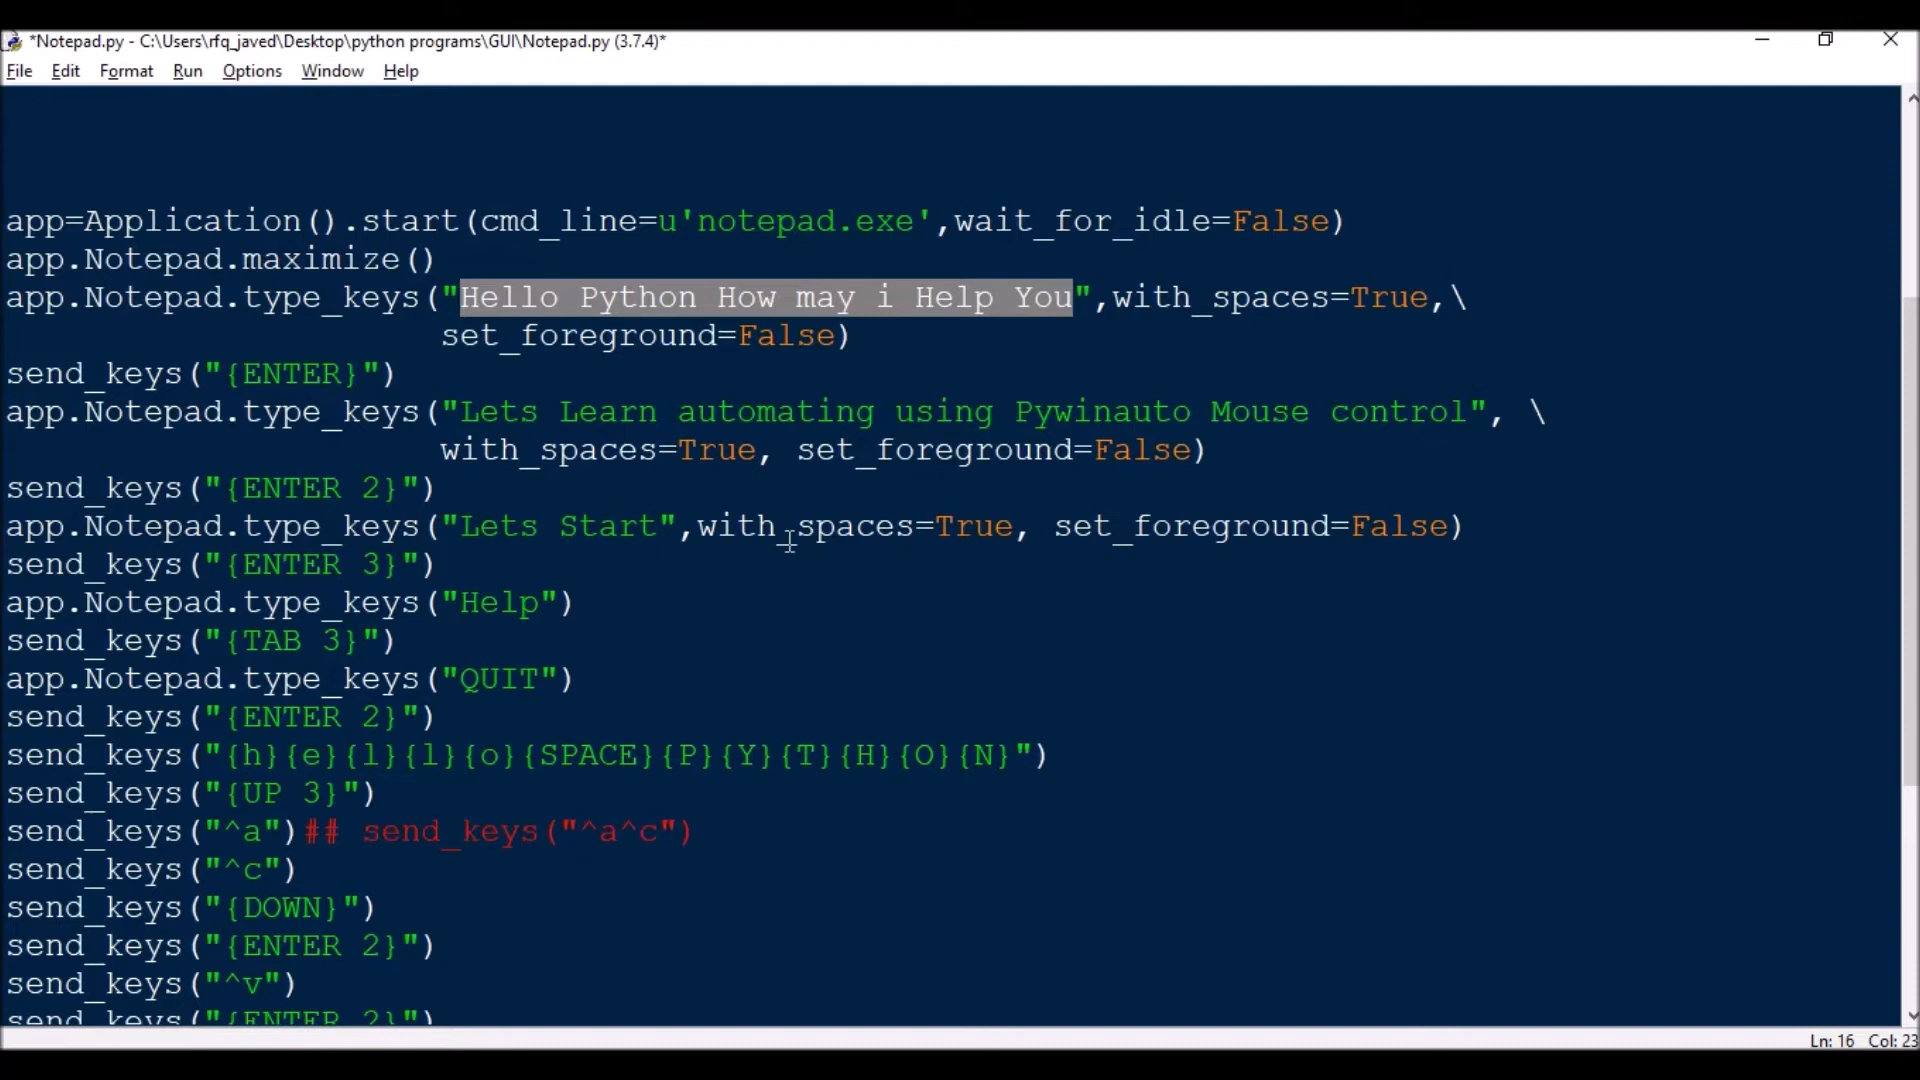 *Notepad.py - C:\Users\rfq_javed\Desktop\python programs\GUI\Notepad.py (3.7.4)*
File Edit Format Run Options Window Help
app=Application().start(cmd_line=u'notepad.exe',wait_for_idle=False)
app.Notepad.maximize()
app.Notepad.type_keys("Hello Python How may i Help You",with_spaces=True,\
set_foreground=False)
send_keys("{ENTER}")
app.Notepad.type_keys("Lets Learn automating using Pywinauto Mouse control", \
with_spaces=True, set_foreground=False)
send_keys("{ENTER 2}")
app.Notepad.type_keys("Lets Start",with_spaces=True, set_foreground=False)
send_keys("{ENTER 3}")
app.Notepad.type_keys("Help")
send_keys("{TAB 3}")
app.Notepad.type_keys("QUIT")
send_keys("{ENTER 2}")
send_keys("{h}{e}{l}{l}{o}{SPACE}{P}{Y}{T}{H}{O}{N}")
send_keys("{UP 3}")
send_keys("^a")## send_keys("^a^c")
send_keys("^c")
send_keys("{DOWN}")
send_keys("{ENTER 2}")
send_keys("^v")
send_keys("{ENTER 2}")
Ln: 16 Col: 23